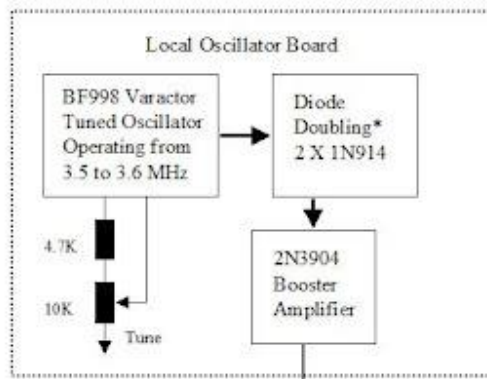 Local Oscillator Board
BF998 Varactor
Tuned Oscillator
Operating from
3.5 to 3.6 MHz
Diode
Doubling*
2 X 1N914
4.7K
10K
Tune
2N3904
Booster
Amplifier